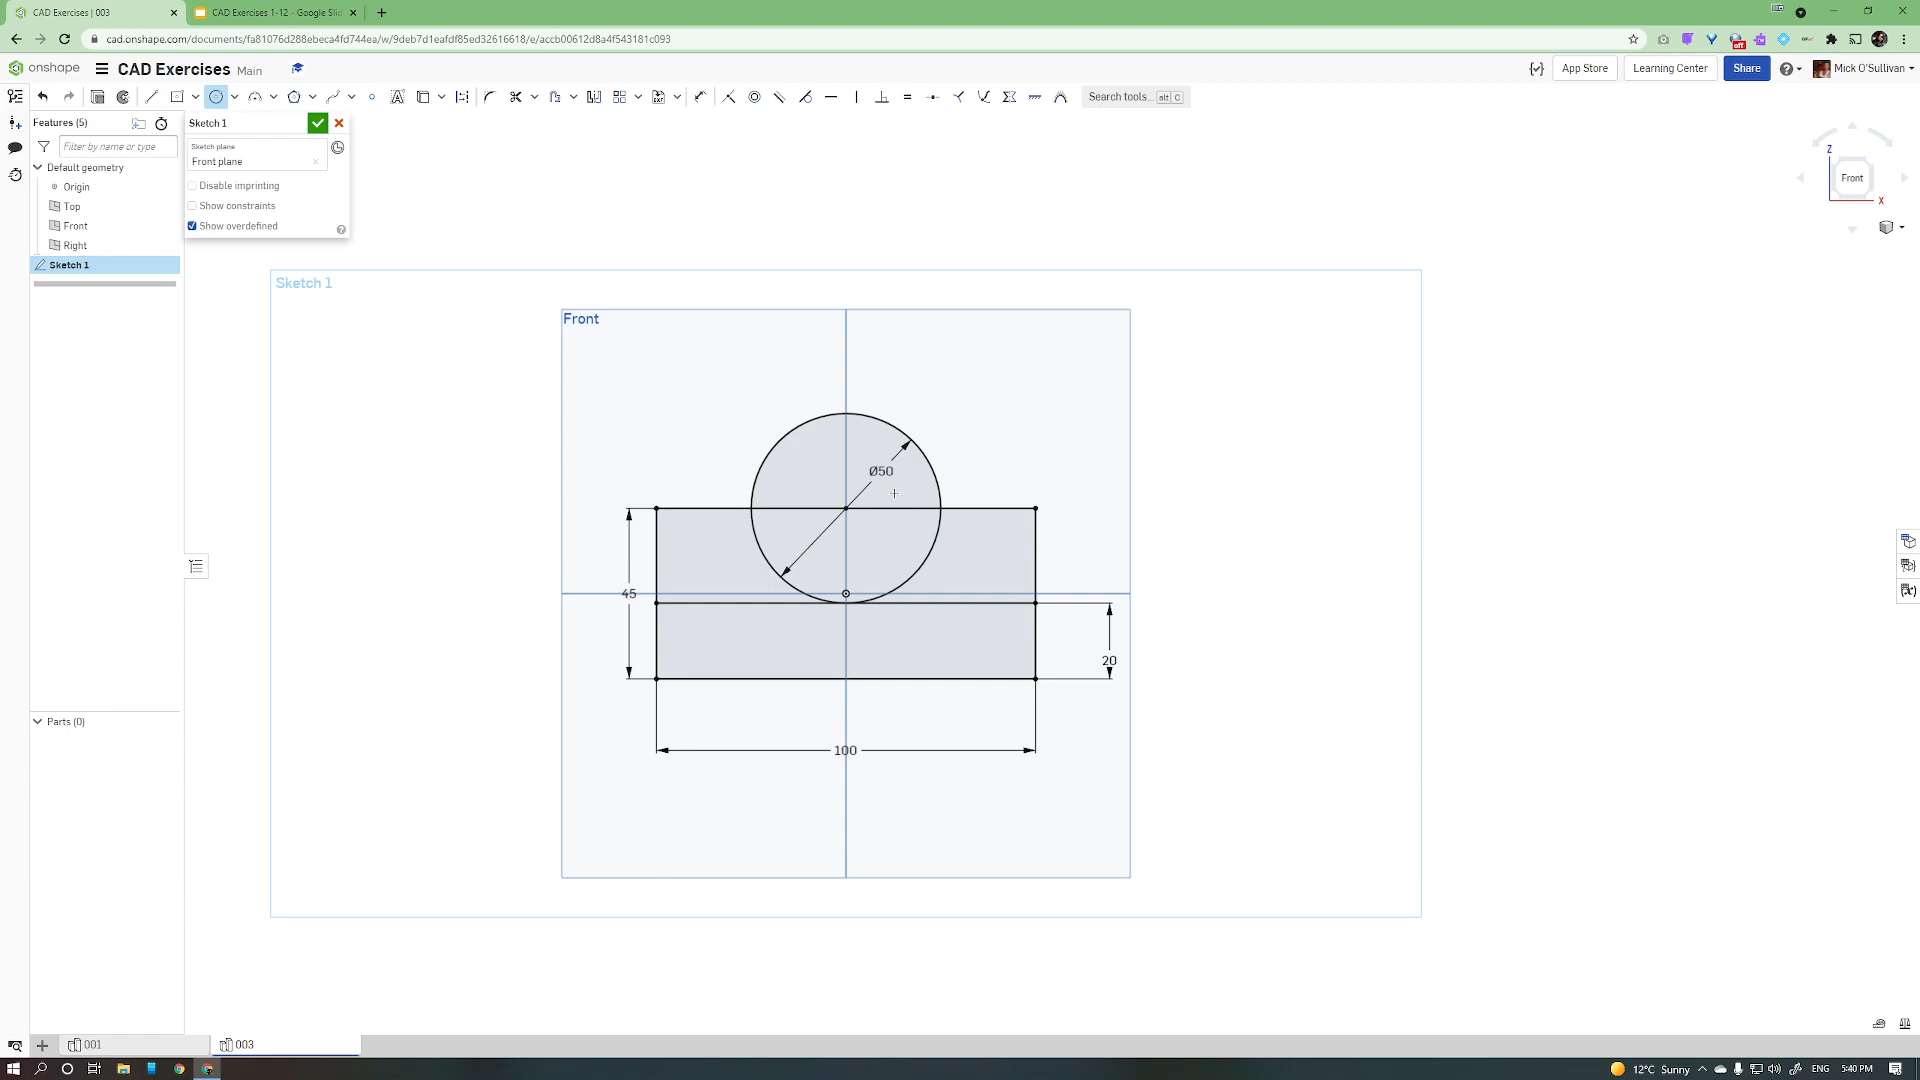 CAD Exercises | 003
CAD Exercises 1-12 - Google Slid
cad.onshape.com/documents/fa81076d288ebeca4fd744ea/w/9deb7d1eafdf85ed32616618/e/accb00612d8a4f543181c093
off
onshape
CAD Exercises Main
App Store
Learning Center
Share
Mick O'Sullivan
Search tools... alt C
Features (5)
Filter by name or type
Default geometry
Origin
Top
Front
Right
Sketch 1
Sketch 1
Sketch plane
Front plane
Disable imprinting
Show constraints
Show overdefined
Z
Front
X
Sketch 1
Front
Ø50
45
20
100
Parts (0)
001
003
12°C Sunny
ENG
5:40 PM